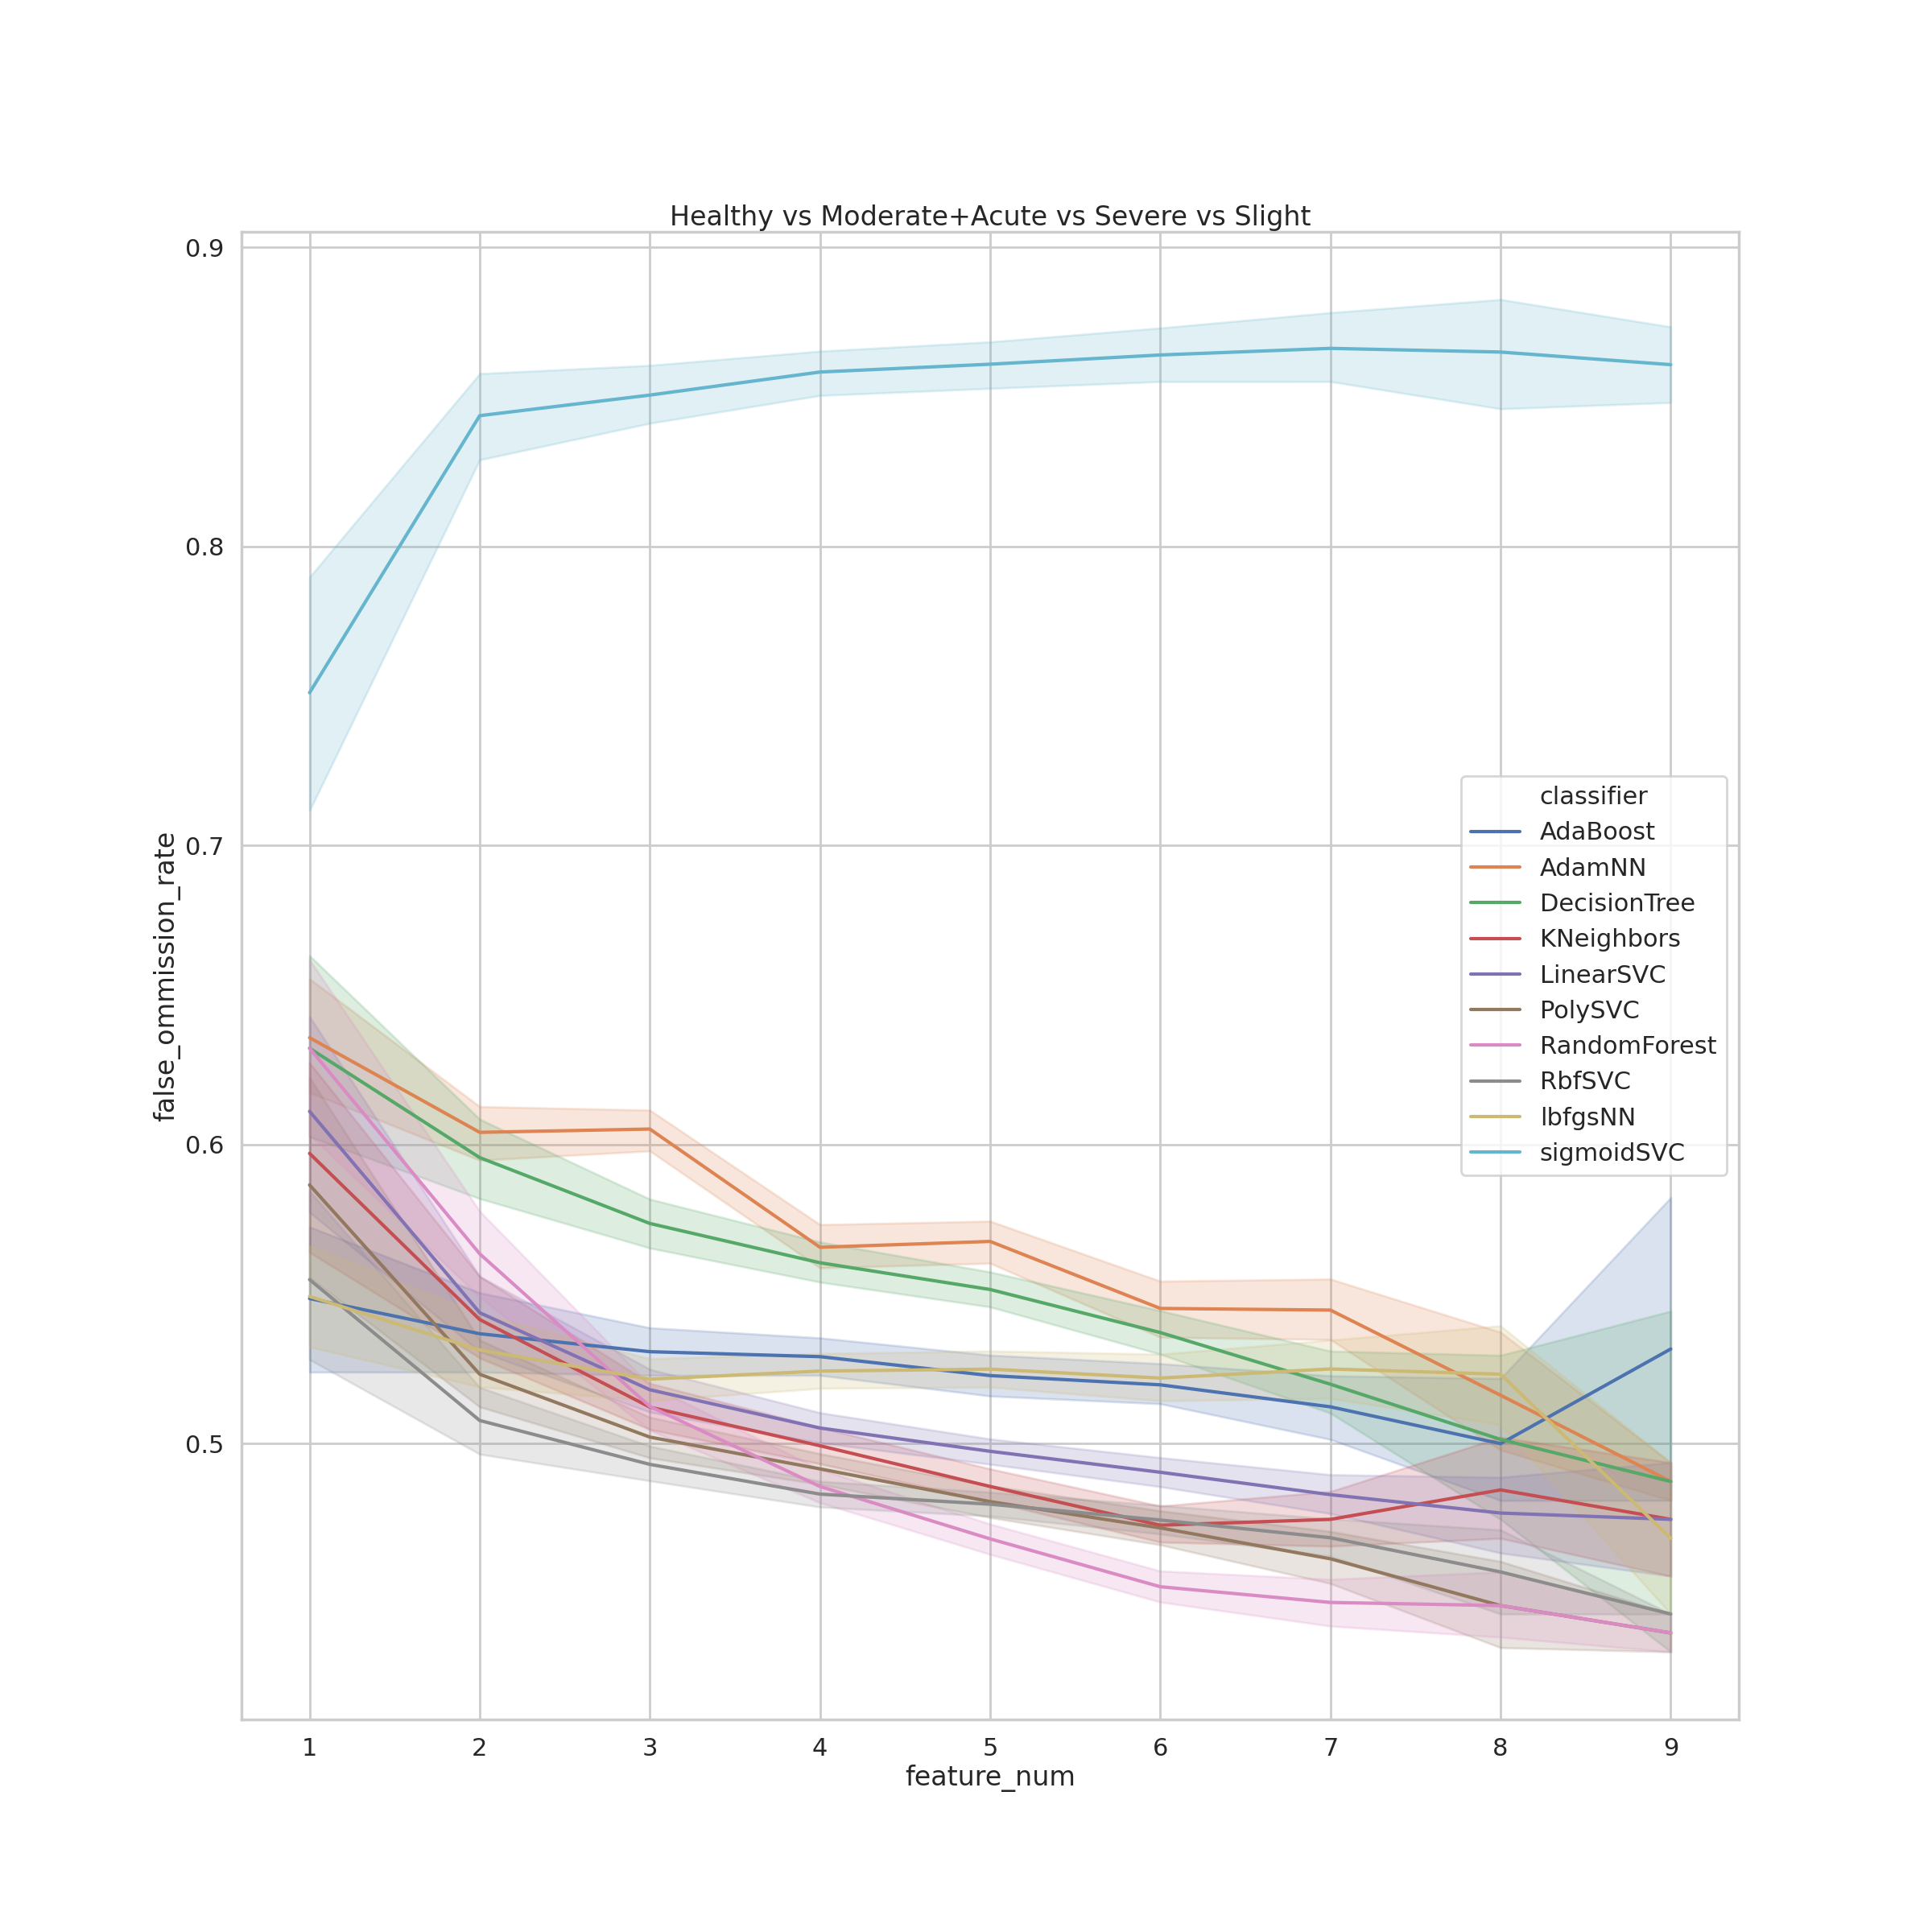 Healthy vs Moderate+Acute vs Severe vs Slight
false_ommission_rate
0.9
0.8
0.7
0.6
0.5
classifier
AdaBoost
AdamNN
DecisionTree
KNeighbors
LinearSVC
PolySVC
RandomForest
RbfSVC
lbfgsNN
sigmoidSVC
1 2 3 4 5 6 7 8 9
feature_num